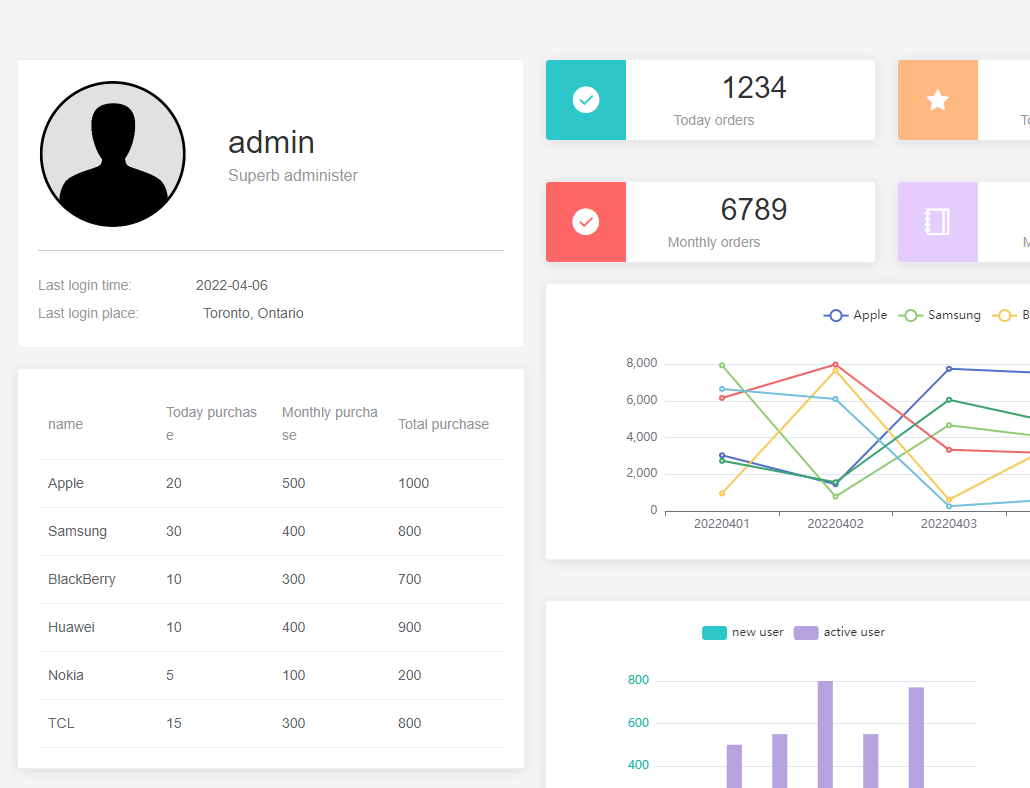 admin
Superb administer
Last login time: 2022-04-06
Last login place: Toronto, Ontario
name Today purchas
e Monthly purcha
se Total purchase
Apple 20 500 1000
Samsung 30 400 800
BlackBerry 10 300 700
Huawei 10 400 900
Nokia 5 100 200
TCL 15 300 800
1234
Today orders
To
6789
Monthly orders
M
Apple Samsung B
8,000
6,000
4,000
2,000
0
20220401 20220402 20220403
new user active user
800
600
400